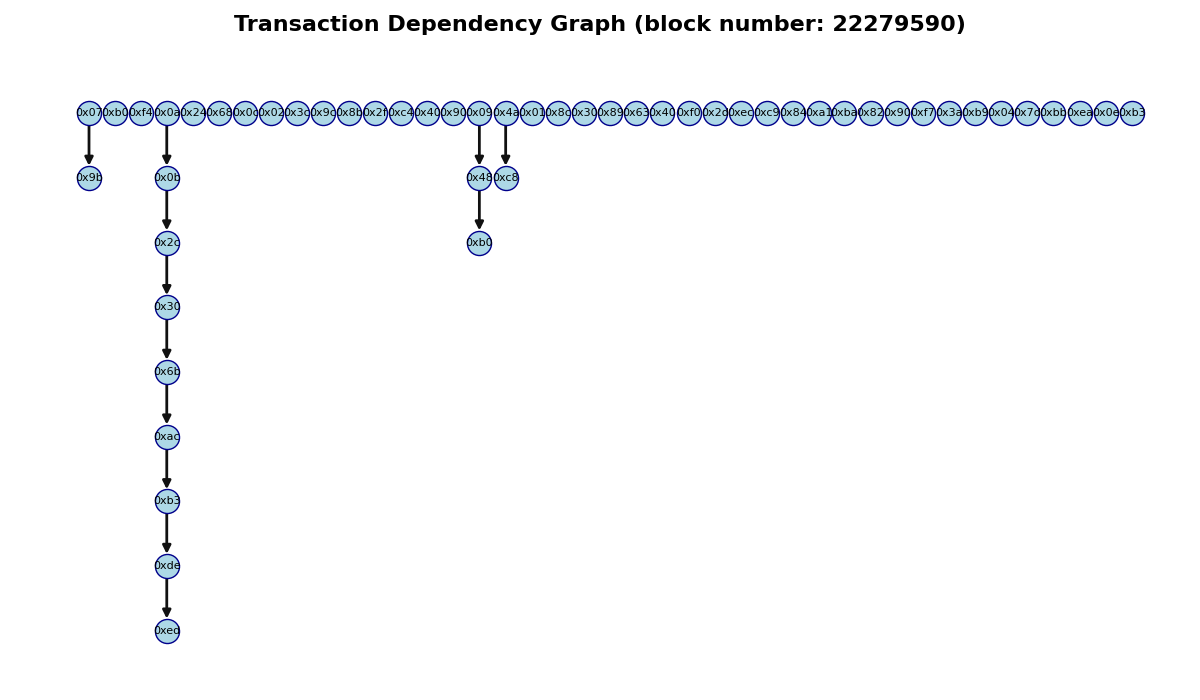 Transaction Dependency Graph (block number: 22279590)
0x07 0xb0 0xf4 0x0a 0x24 0x68 0x0c 0x02 0x3c 0x9c 0x8b 0x2f 0xc4 0x40 0x90 0x09 0x4a 0x01 0x8c 0x30 0x89 0x63 0x40 0xf0 0x2d 0xec 0xc9 0x84 0xa1 0xba 0x82 0x90 0xf7 0x3a 0xb9 0x04 0x7d 0xbb 0xea 0x0e 0xb3
0x9b 0x0b 0x48 0xc8
0x2c 0xb0
0x30
0x6b
0xac
0xb3
0xde
0xed